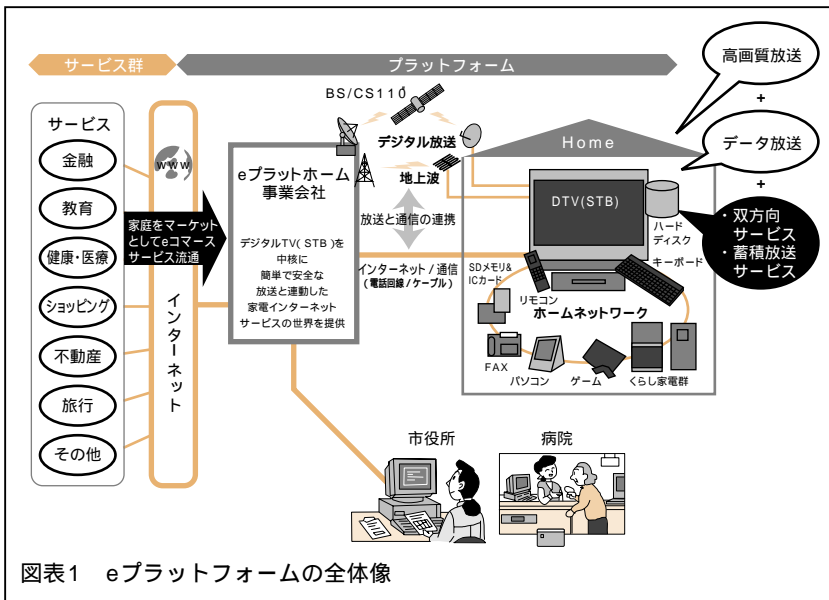 サービス群
プラットフォーム
高画質放送
+
データ放送
+
・双方向
サービス
・蓄積放送
サービス
サービス
金融
教育
健康・医療
ショッピング
不動産
旅行
その他
WWW
インターネット
家庭をマーケット
としてeコマース
サービス流通
eプラットホーム
事業会社
デジタルTV(STB)を
中核に
簡単で安全な
放送と連動した
家電インターネット
サービスの世界を提供
BS/CS110°
デジタル放送
地上波
放送と通信の連携
インターネット/通信
(電話回線/ケーブル)
Home
DTV(STB)
ハード
ディスク
キーボード
SDメモリ&
ICカード
リモコン
ホームネットワーク
FAX
パソコン
ゲーム
くらし家電群
市役所
病院
図表1 eプラットフォームの全体像